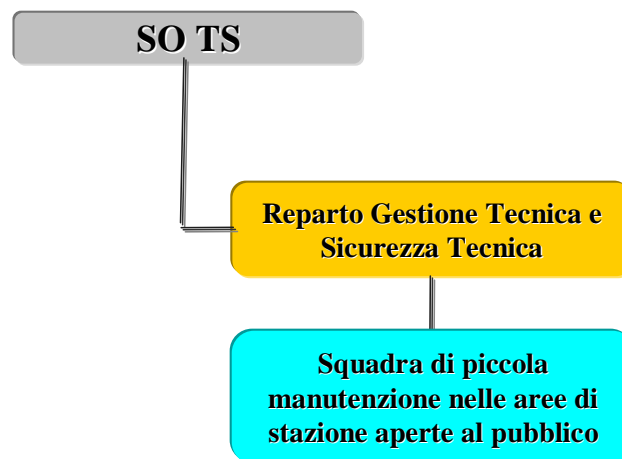 SO TS
Reparto Gestione Tecnica e
Sicurezza Tecnica
Squadra di piccola
manutenzione nelle aree di
stazione aperte al pubblico